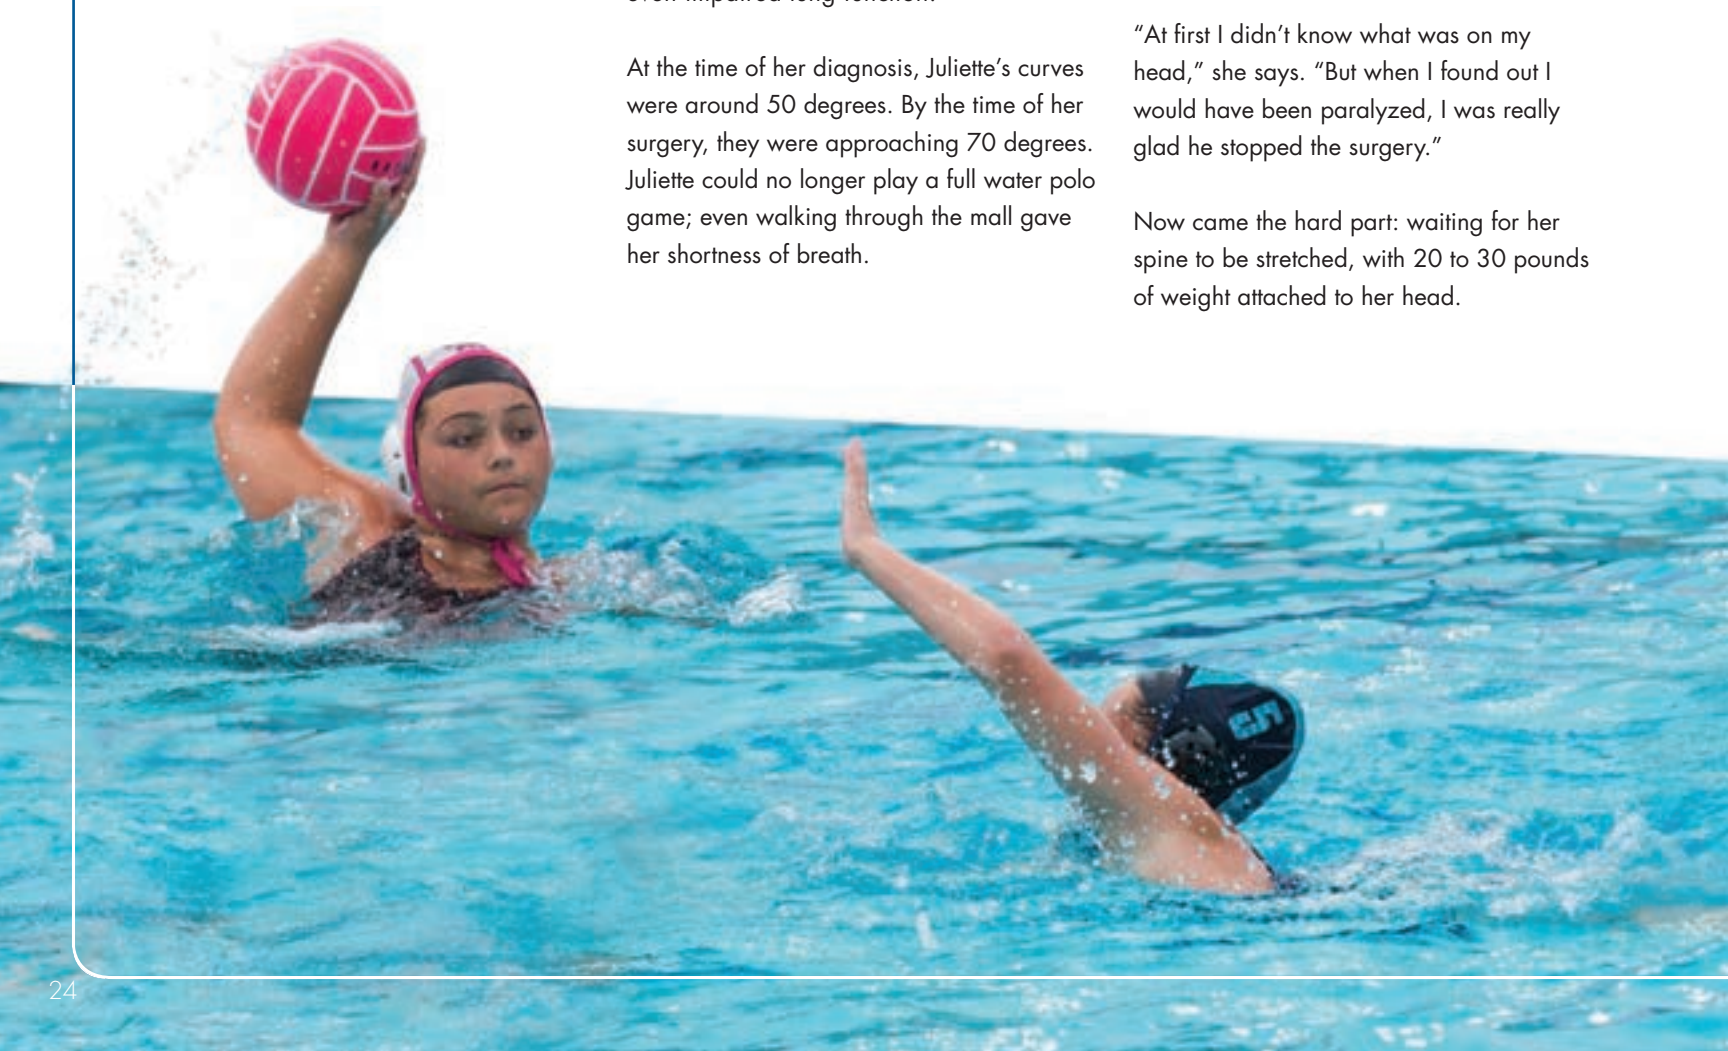 At the time of her diagnosis, Juliette’s curves
were around 50 degrees. By the time of her
surgery, they were approaching 70 degrees.
Juliette could no longer play a full water polo
game; even walking through the mall gave
her shortness of breath.
“At first I didn’t know what was on my
head,” she says. “But when I found out I
would have been paralyzed, I was really
glad he stopped the surgery.”
Now came the hard part: waiting for her
spine to be stretched, with 20 to 30 pounds
of weight attached to her head.
24